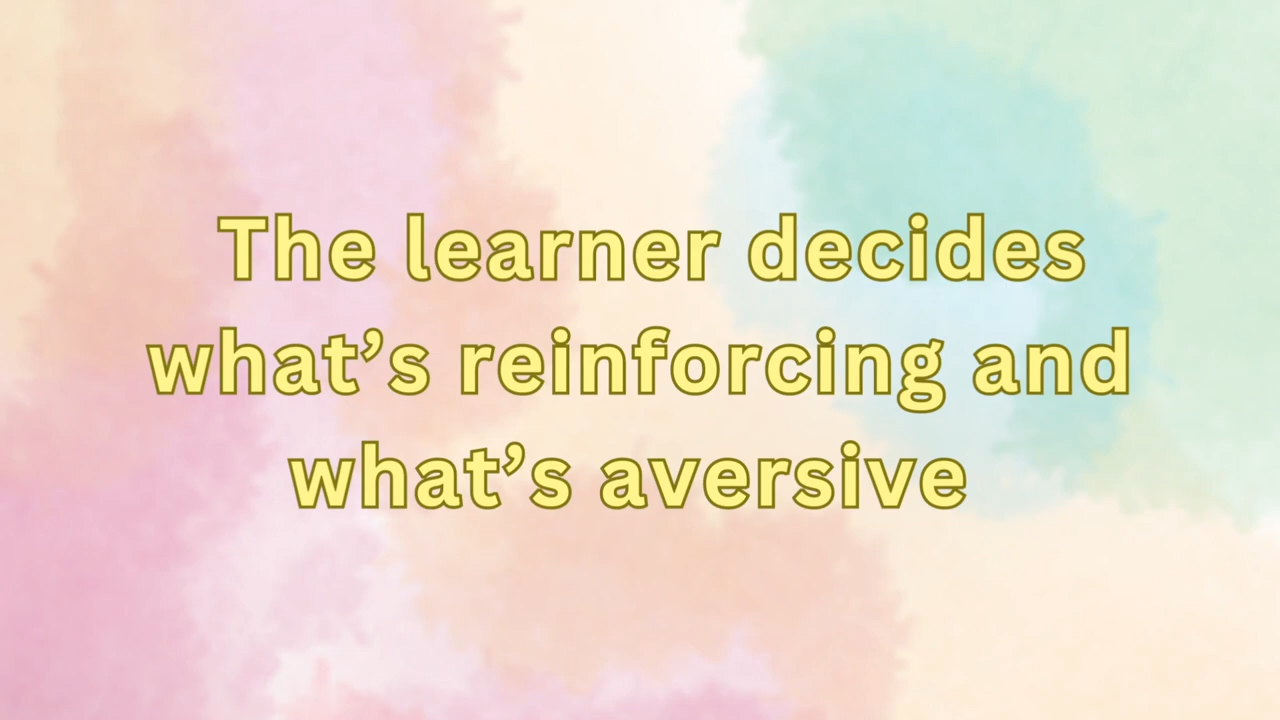 The learner decides
what’s reinforcing and
what’s aversive